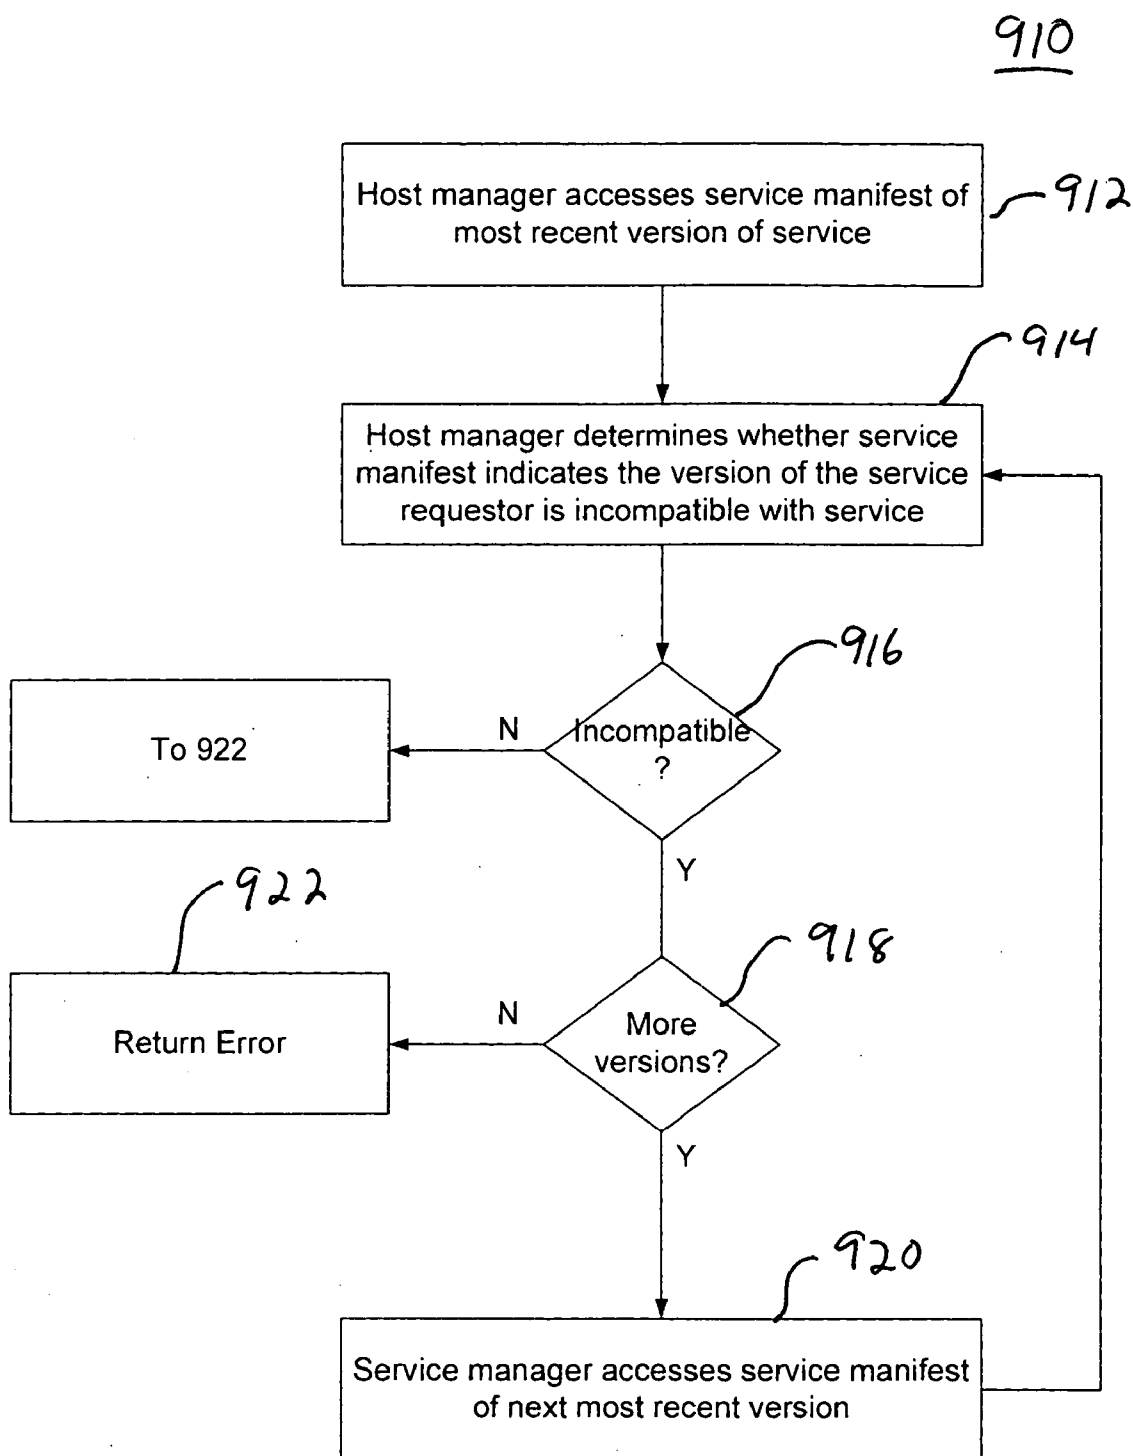 910
Host manager accesses service manifest of
most recent version of service
912
914
Host manager determines whether service
manifest indicates the version of the service
requestor is incompatible with service
916
N
Incompatible
?
To 922
Y
922
918
N
More
versions?
Return Error
Y
920
Service manager accesses service manifest
of next most recent version